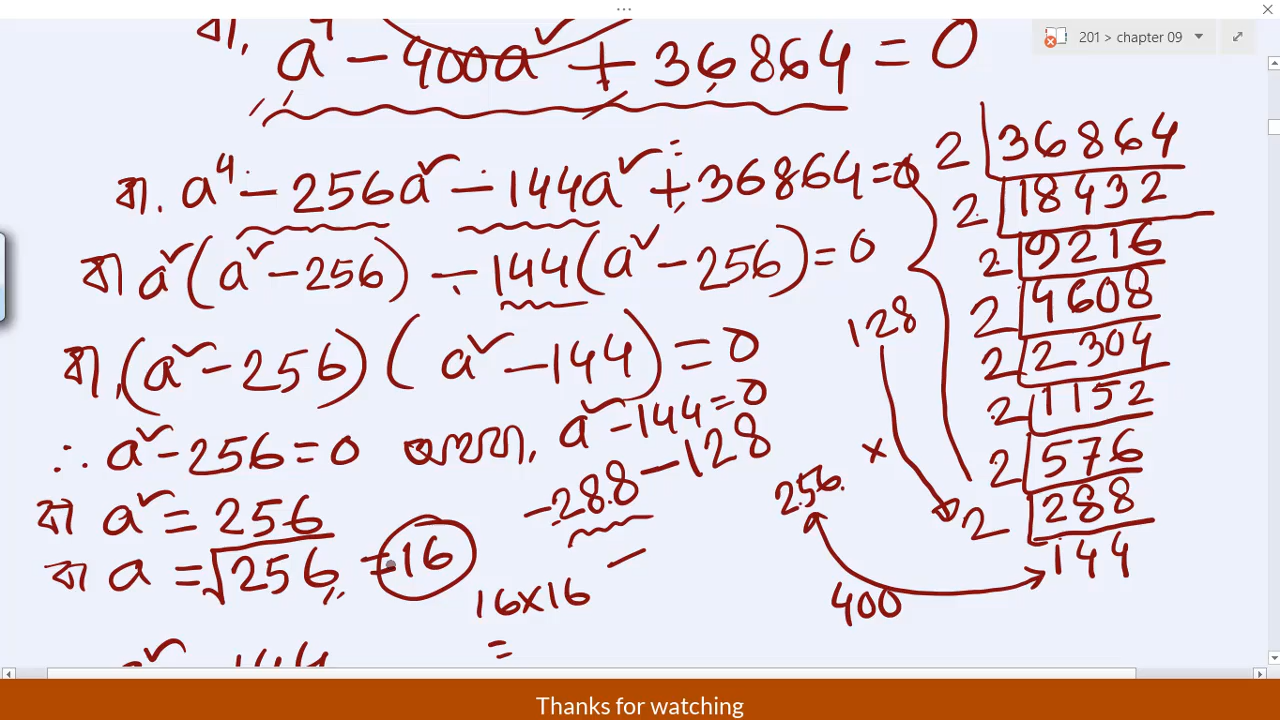 201 > chapter 09
বা,
a⁴ − 400a² + 36864 = 0
বা, a⁴ − 256a² − 144a² + 36864 = 0
বা a²(a² − 256) − 144(a² − 256) = 0
বা, (a² − 256)(a² − 144) = 0
∴ a² − 256 = 0 অথবা, a² − 144 = 0
বা a² = 256
বা a = √256 = 16
−288 − 128
−
16×16
=
2 | 36864
2 | 18432
2 | 9216
2 | 4608
2 | 2304
2 | 1152
2 | 576
2 | 288
144
128
×
256
400
Thanks for watching